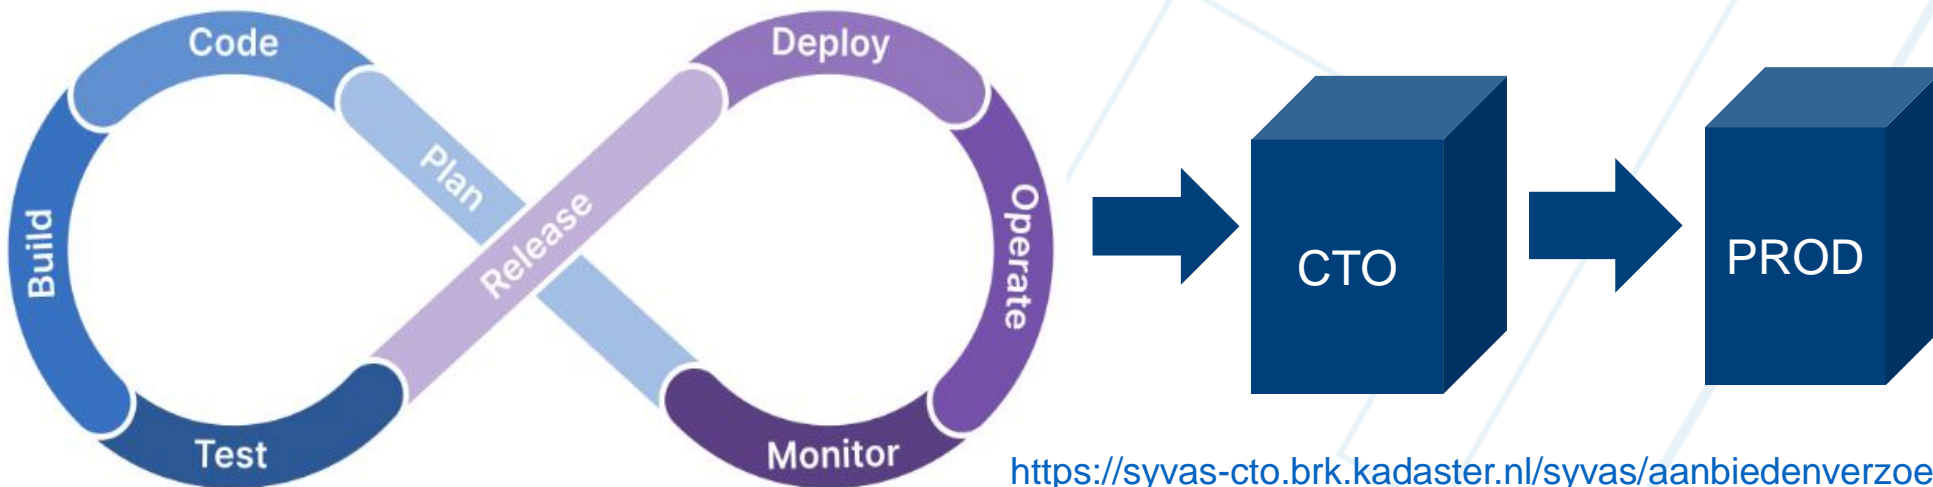 Code
Plan
Build
Test
Release
Deploy
Operate
Monitor
CTO
PROD
https://syvas-cto.brk.kadaster.nl/syvas/aanbiedenverzoe